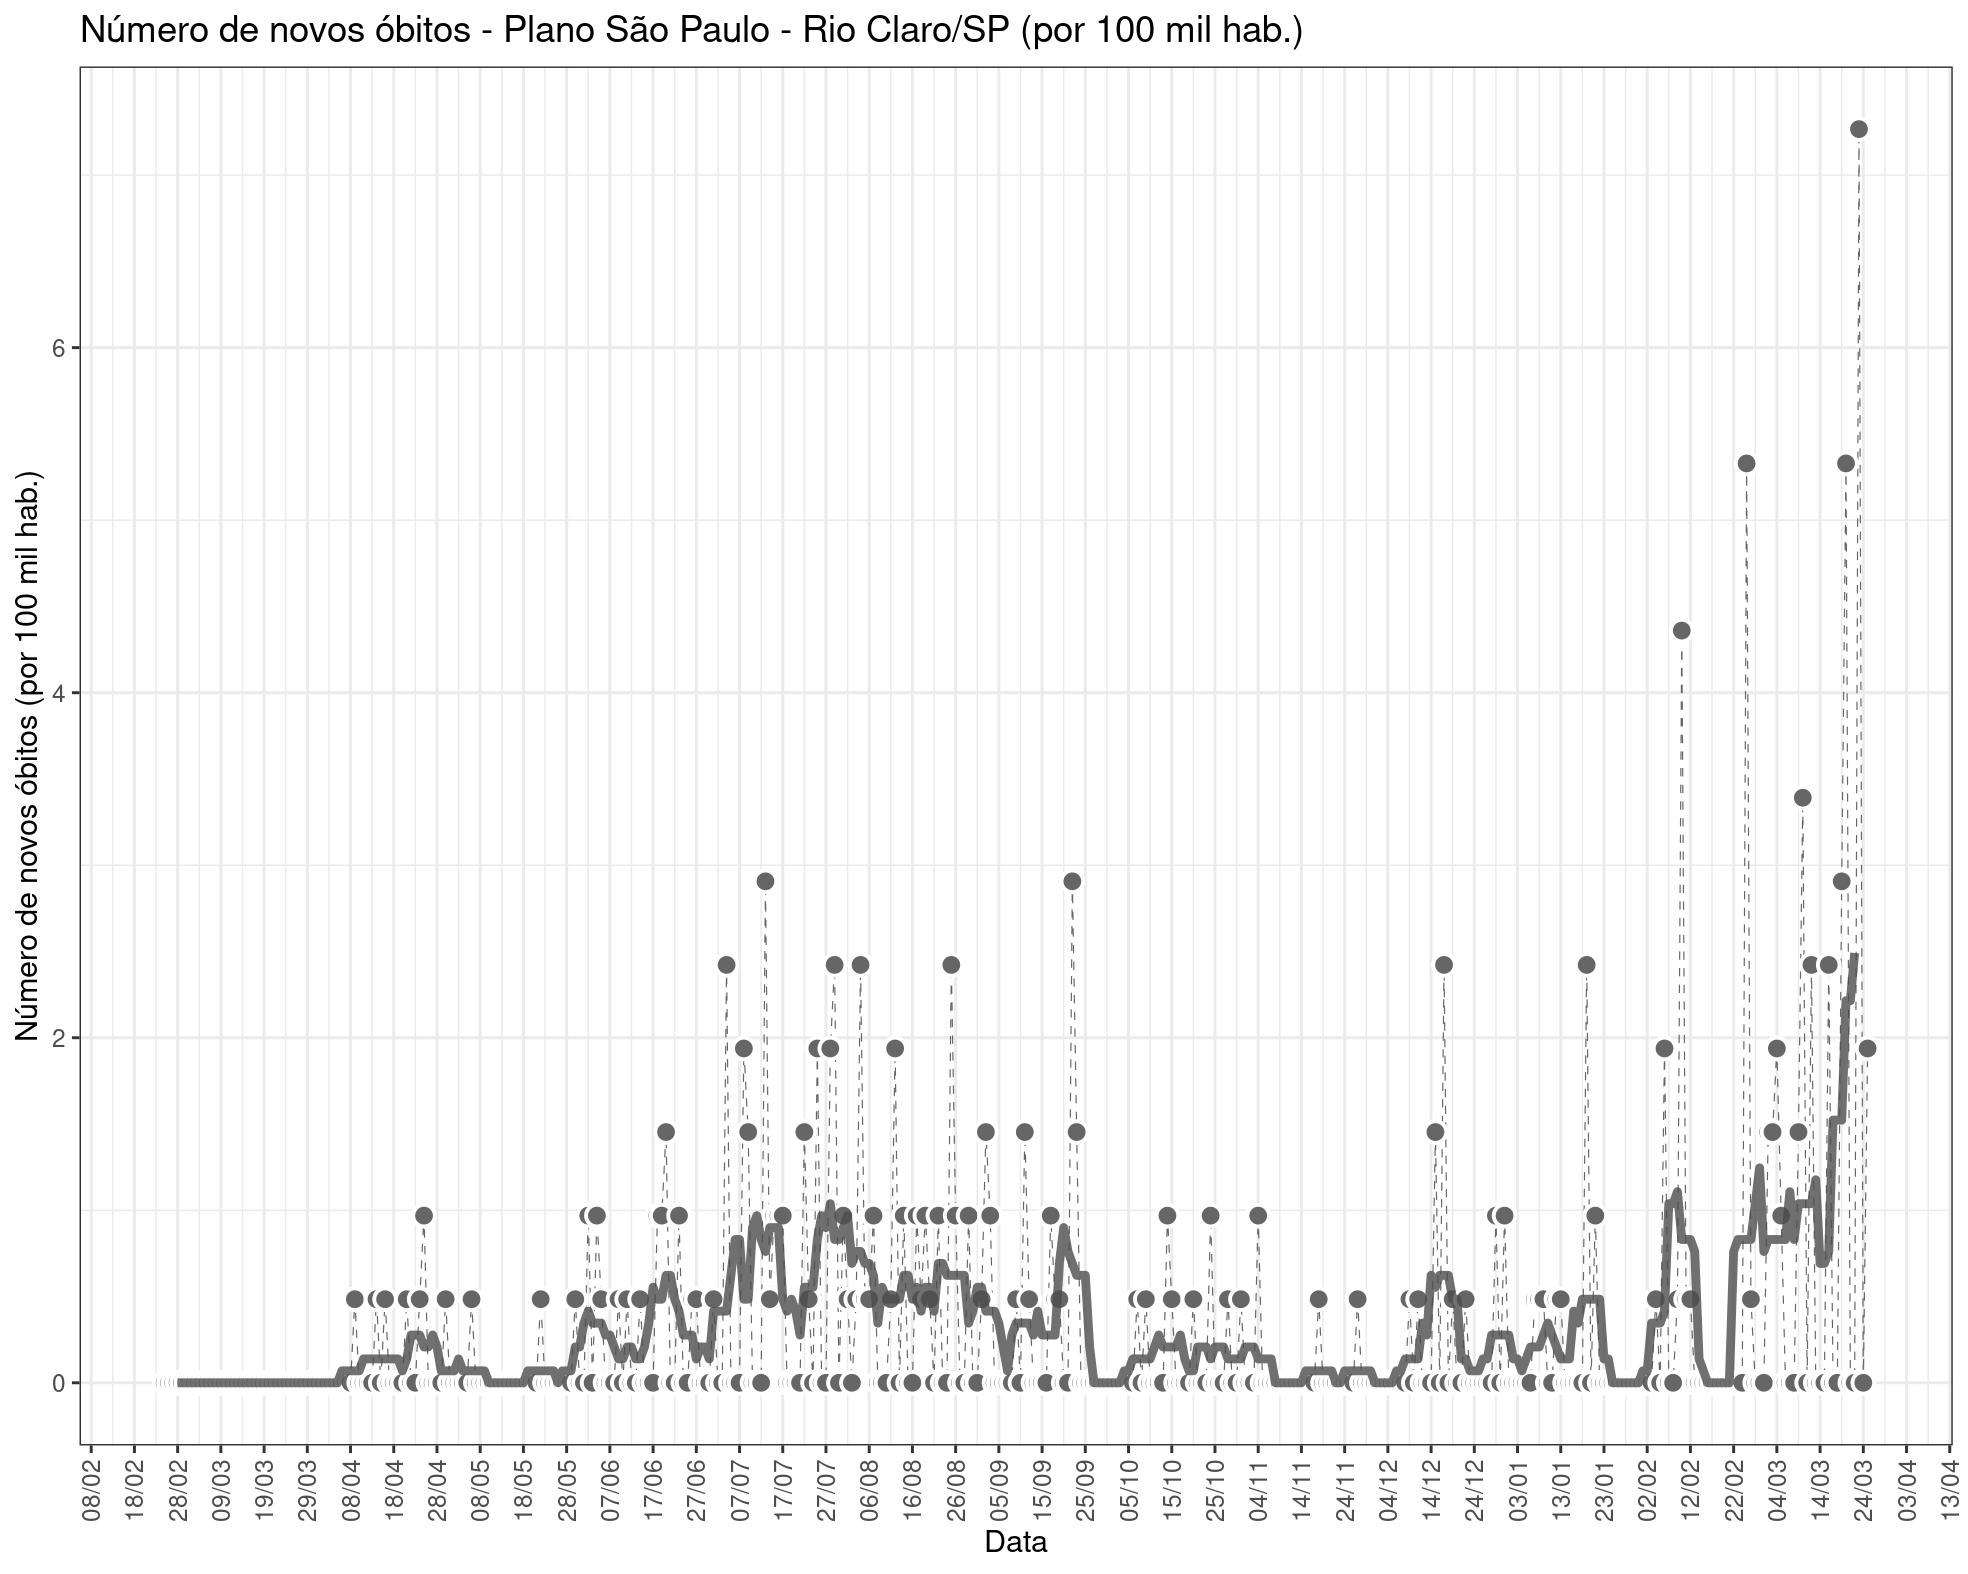 Número de novos óbitos - Plano São Paulo - Rio Claro/SP (por 100 mil hab.)
Número de novos óbitos (por 100 mil hab.)
6
4
2
0
08/02 18/02 28/02 09/03 19/03 29/03 08/04 18/04 28/04 08/05 18/05 28/05 07/06 17/06 27/06 07/07 17/07 27/07 06/08 16/08 26/08 05/09 15/09 25/09 05/10 15/10 25/10 04/11 14/11 24/11 04/12 14/12 24/12 03/01 13/01 23/01 02/02 12/02 22/02 04/03 14/03 24/03 03/04 13/04
Data